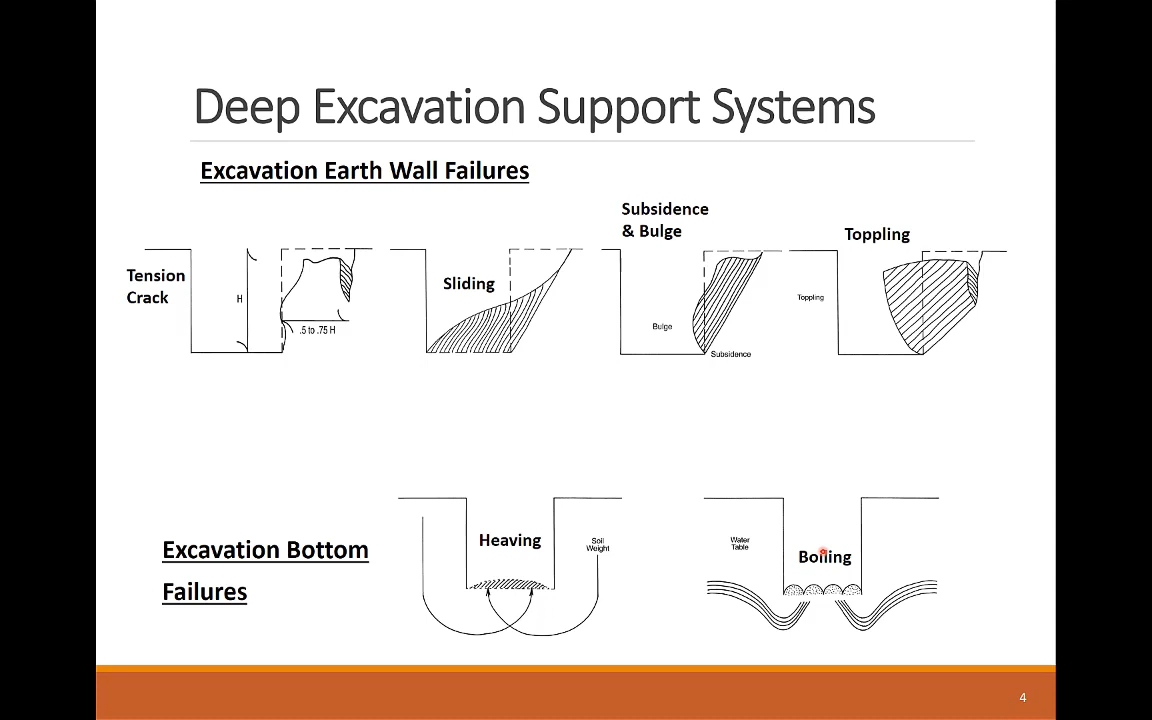 Deep Excavation Support Systems
Excavation Earth Wall Failures
Tension
Crack
H
.5 to .75 H
Sliding
Subsidence
& Bulge
Bulge
Subsidence
Toppling
Toppling
Excavation Bottom
Failures
Heaving
Soil
Weight
Water
Table
Boiling
4